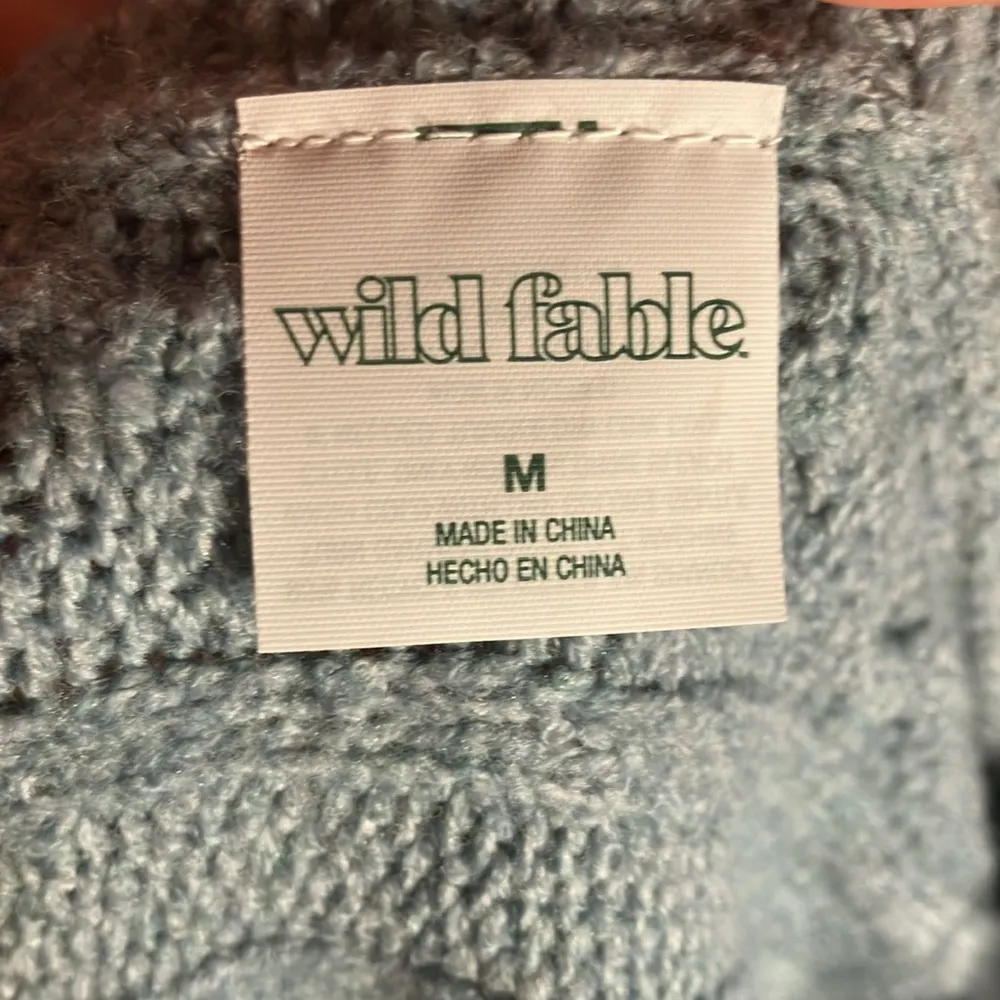 wild fable.
M
MADE IN CHINA
HECHO EN CHINA